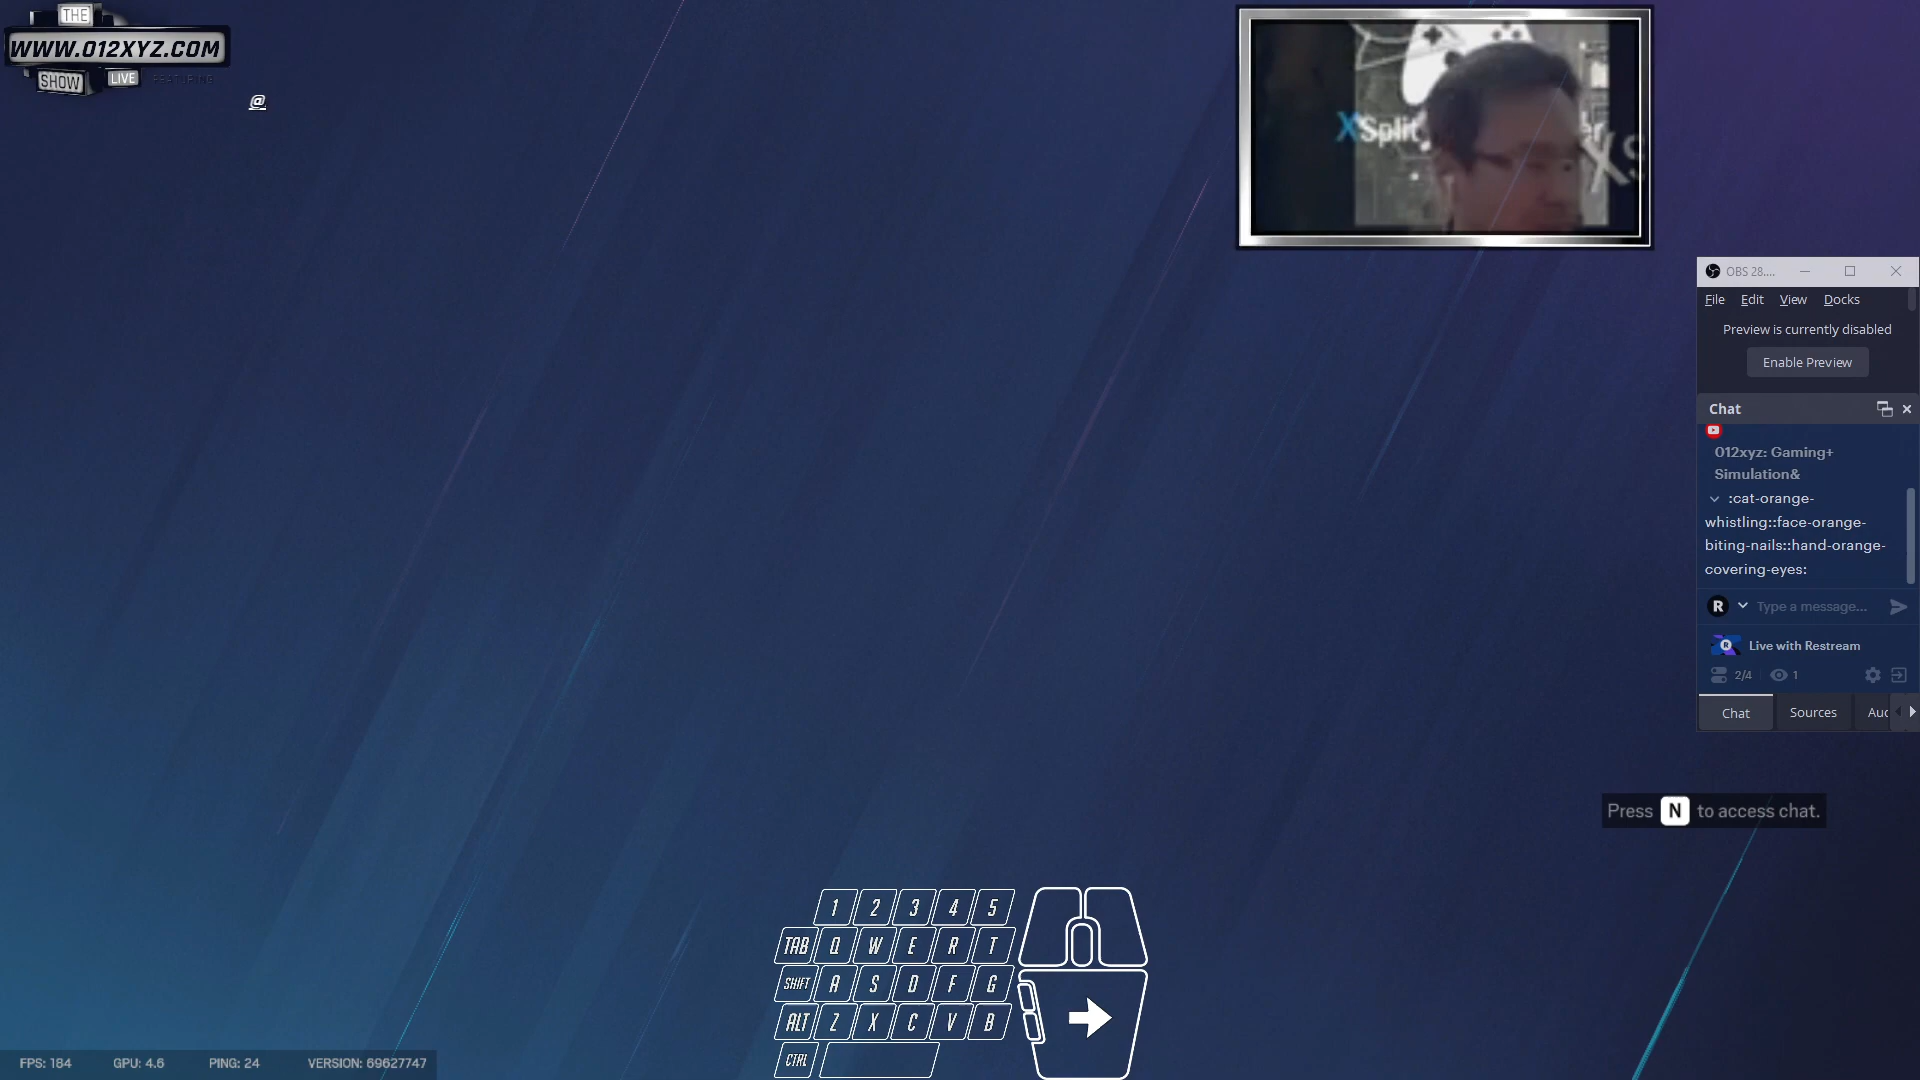 THE
WWW.012XYZ.COM
SHOW LIVE
@
XSplit
OBS 28....
File Edit View Docks
Preview is currently disabled
Enable Preview
Chat
012xyz: Gaming+
Simulation&
:cat-orange-
whistling::face-orange-
biting-nails::hand-orange-
covering-eyes:
R Type a message...
Live with Restream
2/4 1
Chat Sources Auc
Press N to access chat.
1 2 3 4 5
TAB Q W E R T
SHIFT A S D F G
ALT Z X C V B
CTRL
FPS: 184 GPU: 4.6 PING: 24 VERSION: 69627747